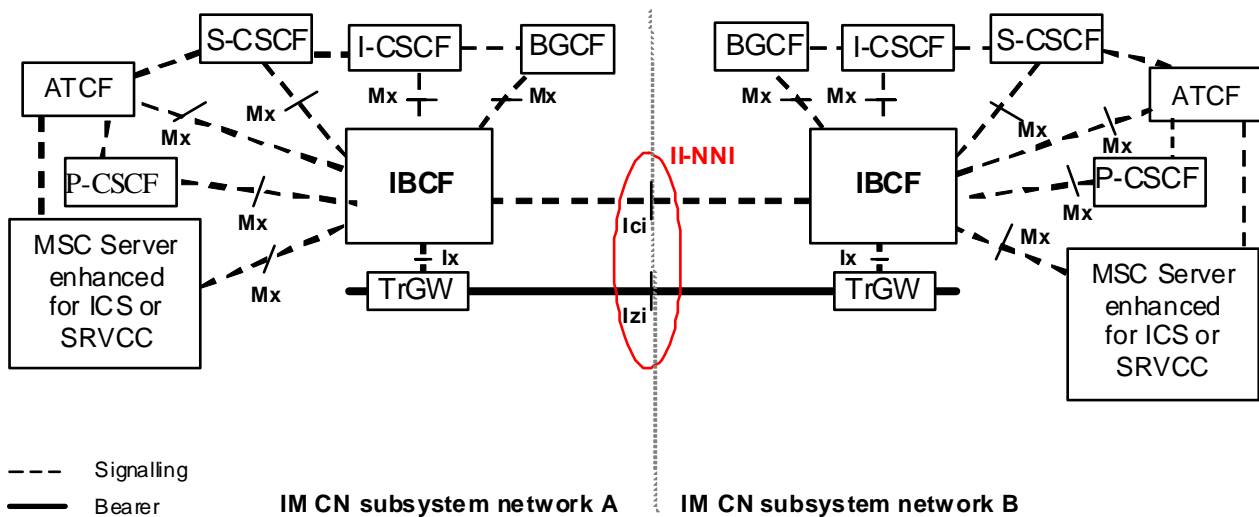 S-CSCF
I-CSCF
BGCF
BGCF
I-CSCF
S-CSCF
ATCF
ATCF
Mx
Mx
Mx
Mx
Mx
Mx
Mx
Mx
II-NNI
P-CSCF
IBCF
IBCF
P-CSCF
Mx
Mx
Ici
MSC Server
enhanced
for ICS or
SRVCC
Mx
Mx
Ix
Ix
TrGW
TrGW
Izi
MSC Server
enhanced
for ICS or
SRVCC
Signalling
Bearer
IM CN subsystem network A
IM CN subsystem network B